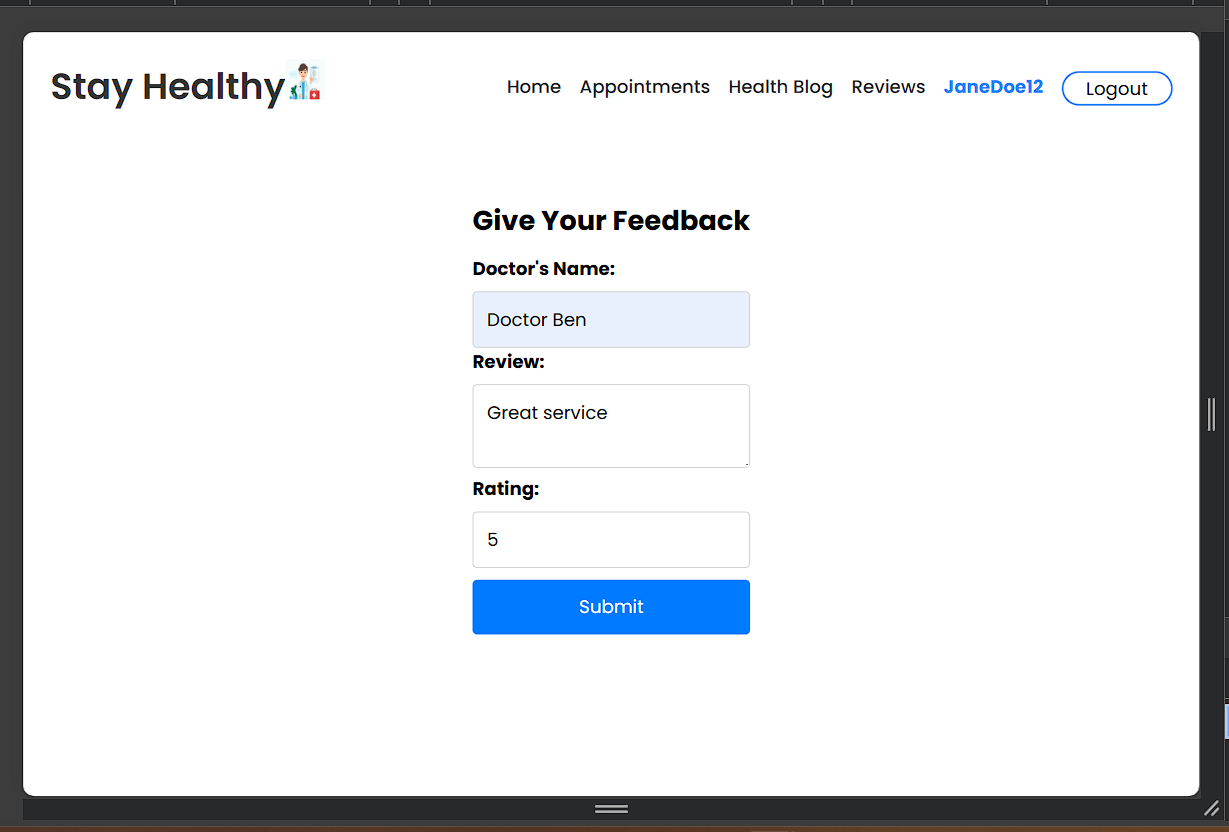 Stay Healthy
Home Appointments Health Blog Reviews JaneDoe12 Logout
Give Your Feedback
Doctor's Name:
Doctor Ben
Review:
Great service
Rating:
5
Submit